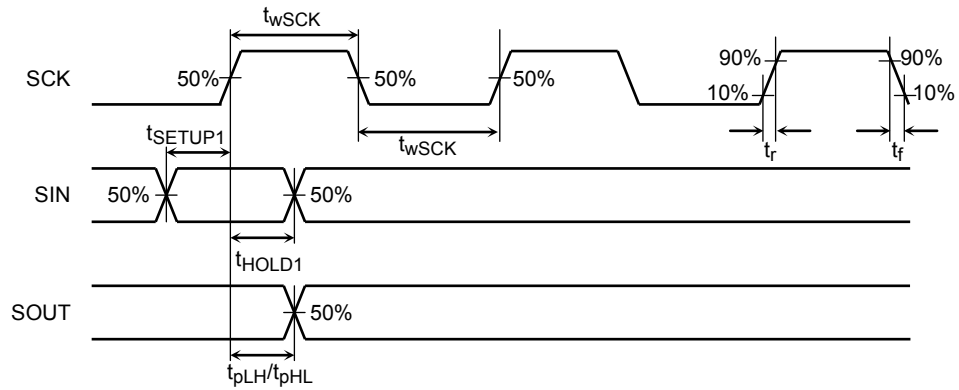 twSCK
SCK
50%
50%
50%
90%
90%
10%
10%
tSETUP1
twSCK
tr
tf
SIN
50%
50%
tHOLD1
SOUT
50%
tpLH/tpHL